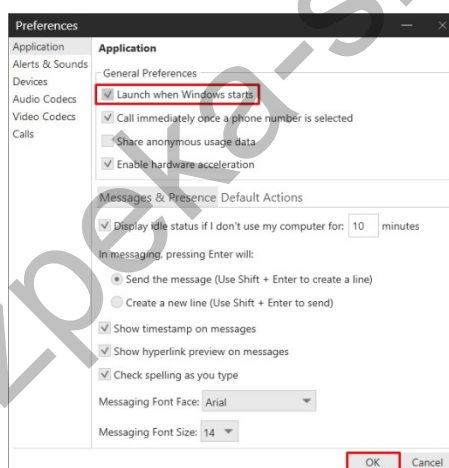 Preferences
Application
Alerts & Sounds
Devices
Audio Codecs
Video Codecs
Calls
Application
General Preferences
Launch when Windows starts
Call immediately once a phone number is selected
Share anonymous usage data
Enable hardware acceleration
Messages & Presence Default Actions
Display idle status if I don't use my computer for: 10 minutes
In messaging, pressing Enter will:
Send the message (Use Shift + Enter to create a line)
Create a new line (Use Shift + Enter to send)
Show timestamp on messages
Show hyperlink preview on messages
Check spelling as you type
Messaging Font Face: Arial
Messaging Font Size: 14
OK Cancel